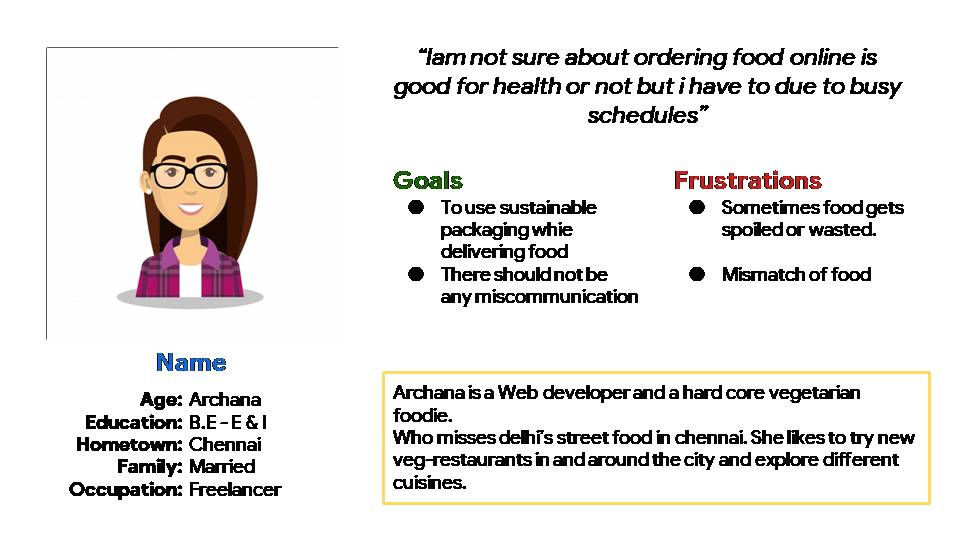 “Iam not sure about ordering food online is
good for health or not but i have to due to busy
schedules”
Goals
● To use sustainable
packaging whie
delivering food
● There should not be
any miscommunication
Frustrations
● Sometimes food gets
spoiled or wasted.
● Mismatch of food
Name
Age: Archana
Education: B.E - E & I
Hometown: Chennai
Family: Married
Occupation: Freelancer
Archana is a Web developer and a hard core vegetarian
foodie.
Who misses delhi's street food in chennai. She likes to try new
veg-restaurants in and around the city and explore different
cuisines.